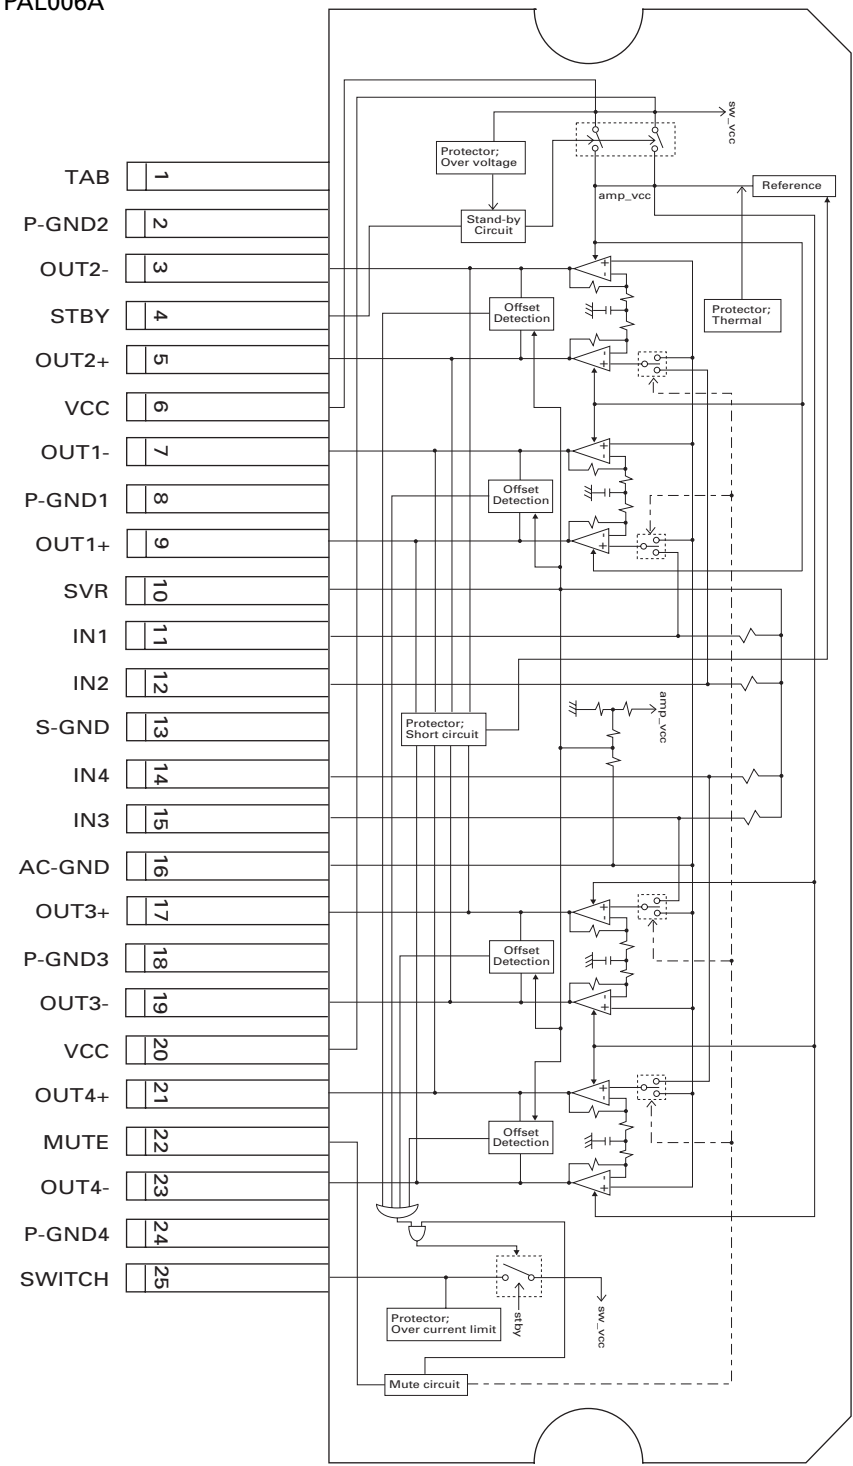 PAL006A
sw_vcc
Protector;
Over voltage
Reference
amp_vcc
Stand-by
Circuit
Protector;
Thermal
TAB 1
P-GND2 2
OUT2- 3
STBY 4
OUT2+ 5
VCC 6
OUT1- 7
P-GND1 8
OUT1+ 9
SVR 10
IN1 11
IN2 12
S-GND 13
IN4 14
IN3 15
AC-GND 16
OUT3+ 17
P-GND3 18
OUT3- 19
VCC 20
OUT4+ 21
MUTE 22
OUT4- 23
P-GND4 24
SWITCH 25
+
-
Offset
Detection
-
+
+
-
Offset
Detection
-
+
amp_vcc
Protector;
Short circuit
+
-
Offset
Detection
-
+
+
-
Offset
Detection
-
+
Protector;
Over current limit
stby
sw_vcc
Mute circuit